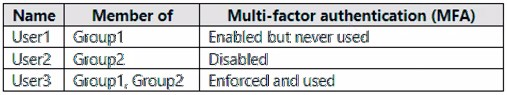 Name Member of Multi-factor authentication (MFA)
User1 Group1 Enabled but never used
User2 Group2 Disabled
User3 Group1, Group2 Enforced and used